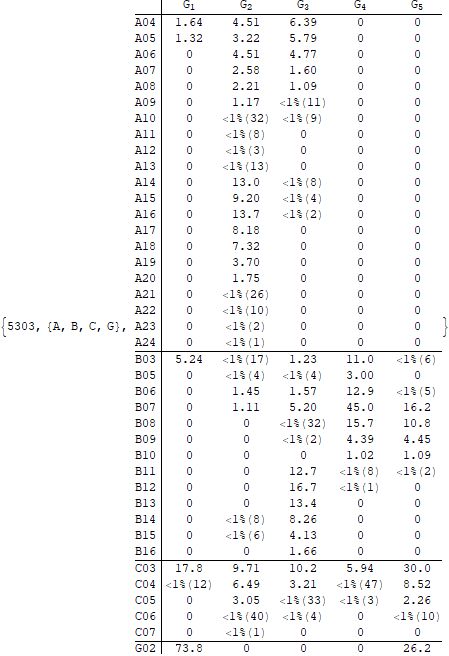 G1 G2 G3 G4 G5
A04 1.64 4.51 6.39 0 0
A05 1.32 3.22 5.79 0 0
A06 0 4.51 4.77 0 0
A07 0 2.58 1.60 0 0
A08 0 2.21 1.09 0 0
A09 0 1.17 <1%(11) 0 0
A10 0 <1%(32) <1%(9) 0 0
A11 0 <1%(8) 0 0 0
A12 0 <1%(3) 0 0 0
A13 0 <1%(13) 0 0 0
A14 0 13.0 <1%(8) 0 0
A15 0 9.20 <1%(4) 0 0
A16 0 13.7 <1%(2) 0 0
A17 0 8.18 0 0 0
A18 0 7.32 0 0 0
A19 0 3.70 0 0 0
A20 0 1.75 0 0 0
A21 0 <1%(26) 0 0 0
A22 0 <1%(10) 0 0 0
{5303, {A, B, C, G}, A23 0 <1%(2) 0 0 0 }
A24 0 <1%(1) 0 0 0
B03 5.24 <1%(17) 1.23 11.0 <1%(6)
B05 0 <1%(4) <1%(4) 3.00 0
B06 0 1.45 1.57 12.9 <1%(5)
B07 0 1.11 5.20 45.0 16.2
B08 0 0 <1%(32) 15.7 10.8
B09 0 0 <1%(2) 4.39 4.45
B10 0 0 0 1.02 1.09
B11 0 0 12.7 <1%(8) <1%(2)
B12 0 0 16.7 <1%(1) 0
B13 0 0 13.4 0 0
B14 0 <1%(8) 8.26 0 0
B15 0 <1%(6) 4.13 0 0
B16 0 0 1.66 0 0
C03 17.8 9.71 10.2 5.94 30.0
C04 <1%(12) 6.49 3.21 <1%(47) 8.52
C05 0 3.05 <1%(33) <1%(3) 2.26
C06 0 <1%(40) <1%(4) 0 <1%(10)
C07 0 <1%(1) 0 0 0
G02 73.8 0 0 0 26.2